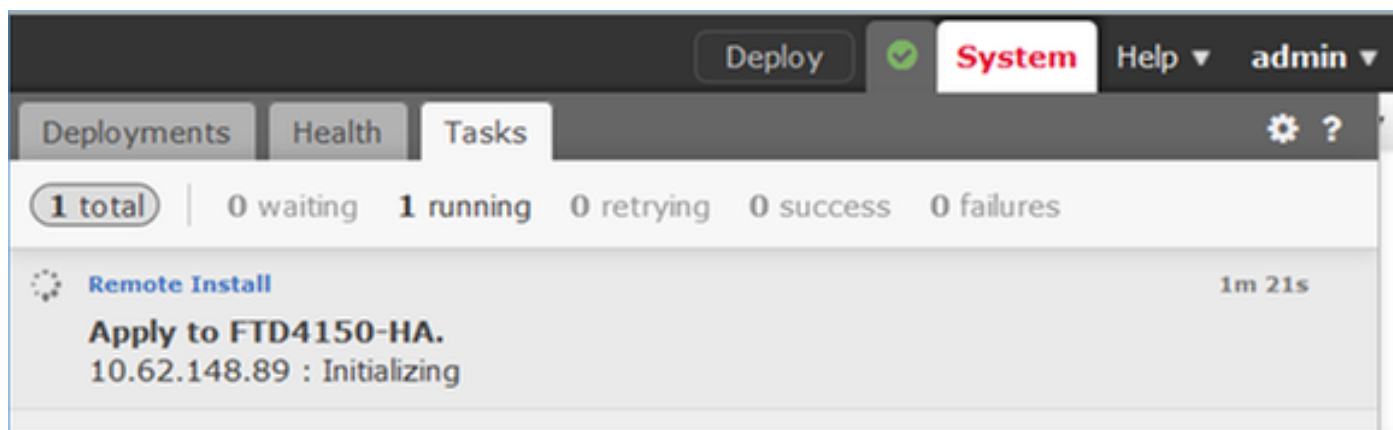 Deploy System Help admin
Deployments Health Tasks ?
1 total 0 waiting 1 running 0 retrying 0 success 0 failures
Remote Install 1m 21s
Apply to FTD4150-HA.
10.62.148.89 : Initializing